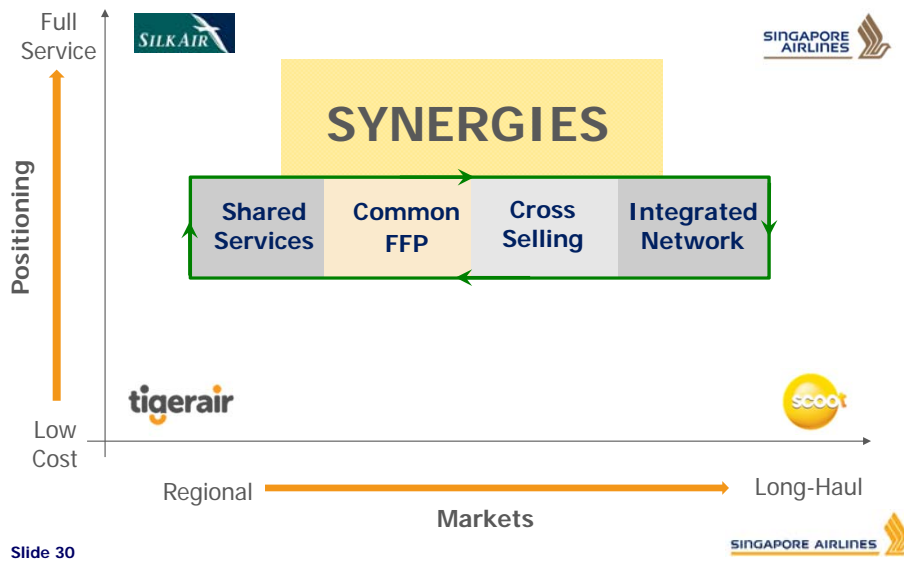 Full
Service
SILKAIR
SINGAPORE
AIRLINES
SYNERGIES
Positioning
Shared
Services
Common
FFP
Cross
Selling
Integrated
Network
tigerair
scoot
Low
Cost
Regional
Long-Haul
Markets
Slide 30
SINGAPORE AIRLINES